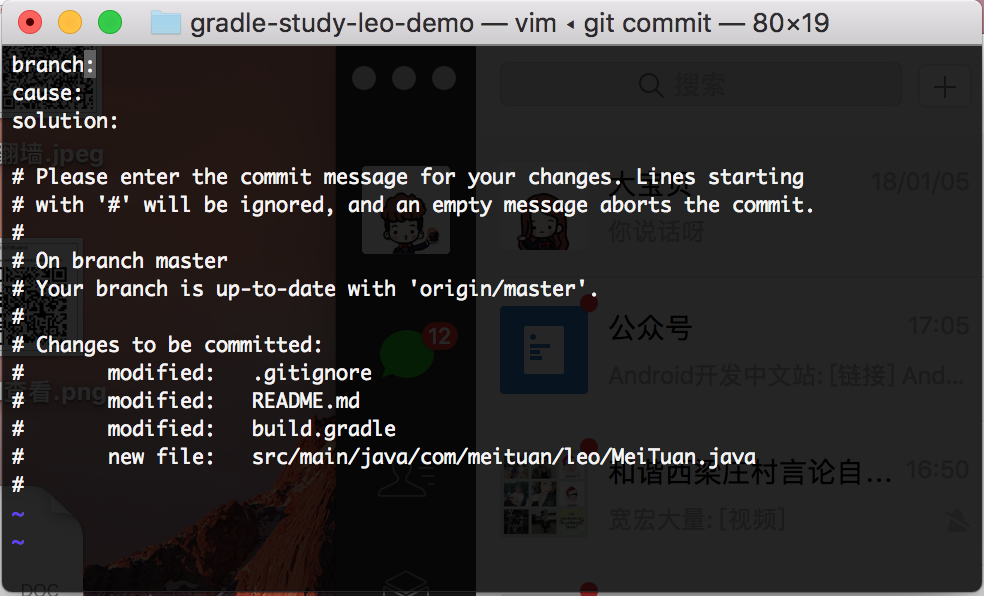 gradle-study-leo-demo — vim ◂ git commit — 80×19
branch:
cause:
solution:
# Please enter the commit message for your changes. Lines starting
# with '#' will be ignored, and an empty message aborts the commit.
#
# On branch master
# Your branch is up-to-date with 'origin/master'.
#
# Changes to be committed:
#       modified:   .gitignore
#       modified:   README.md
#       modified:   build.gradle
#       new file:   src/main/java/com/meituan/leo/MeiTuan.java
#
~
~
搜索
翻墙.jpeg
大宝贝
18/01/05
你说话呀
12
公众号
17:05
Android开发中文站: [链接] And...
查看.png
和谐西梁庄村言论自...
16:50
宽宏大量: [视频]
DOC